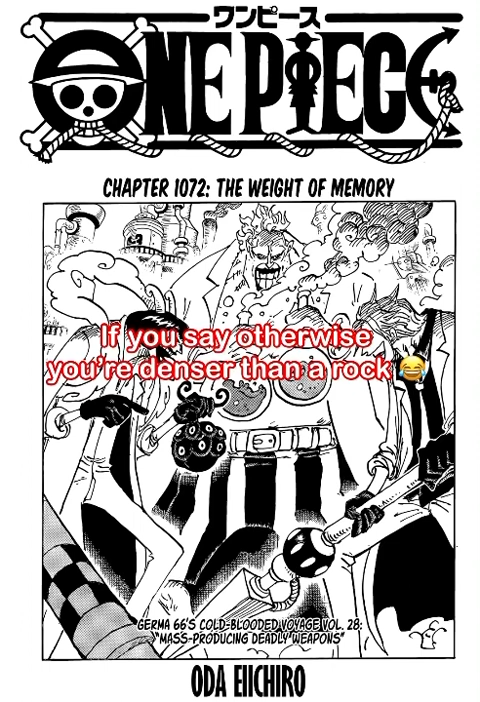 ワンピース
ONE PIECE
CHAPTER 1072: THE WEIGHT OF MEMORY
If you say otherwise
you're denser than a rock 😂
GERMA 66'S COLD-BLOODED VOYAGE VOL. 28:
"MASS-PRODUCING DEADLY WEAPONS"
ODA EIICHIRO